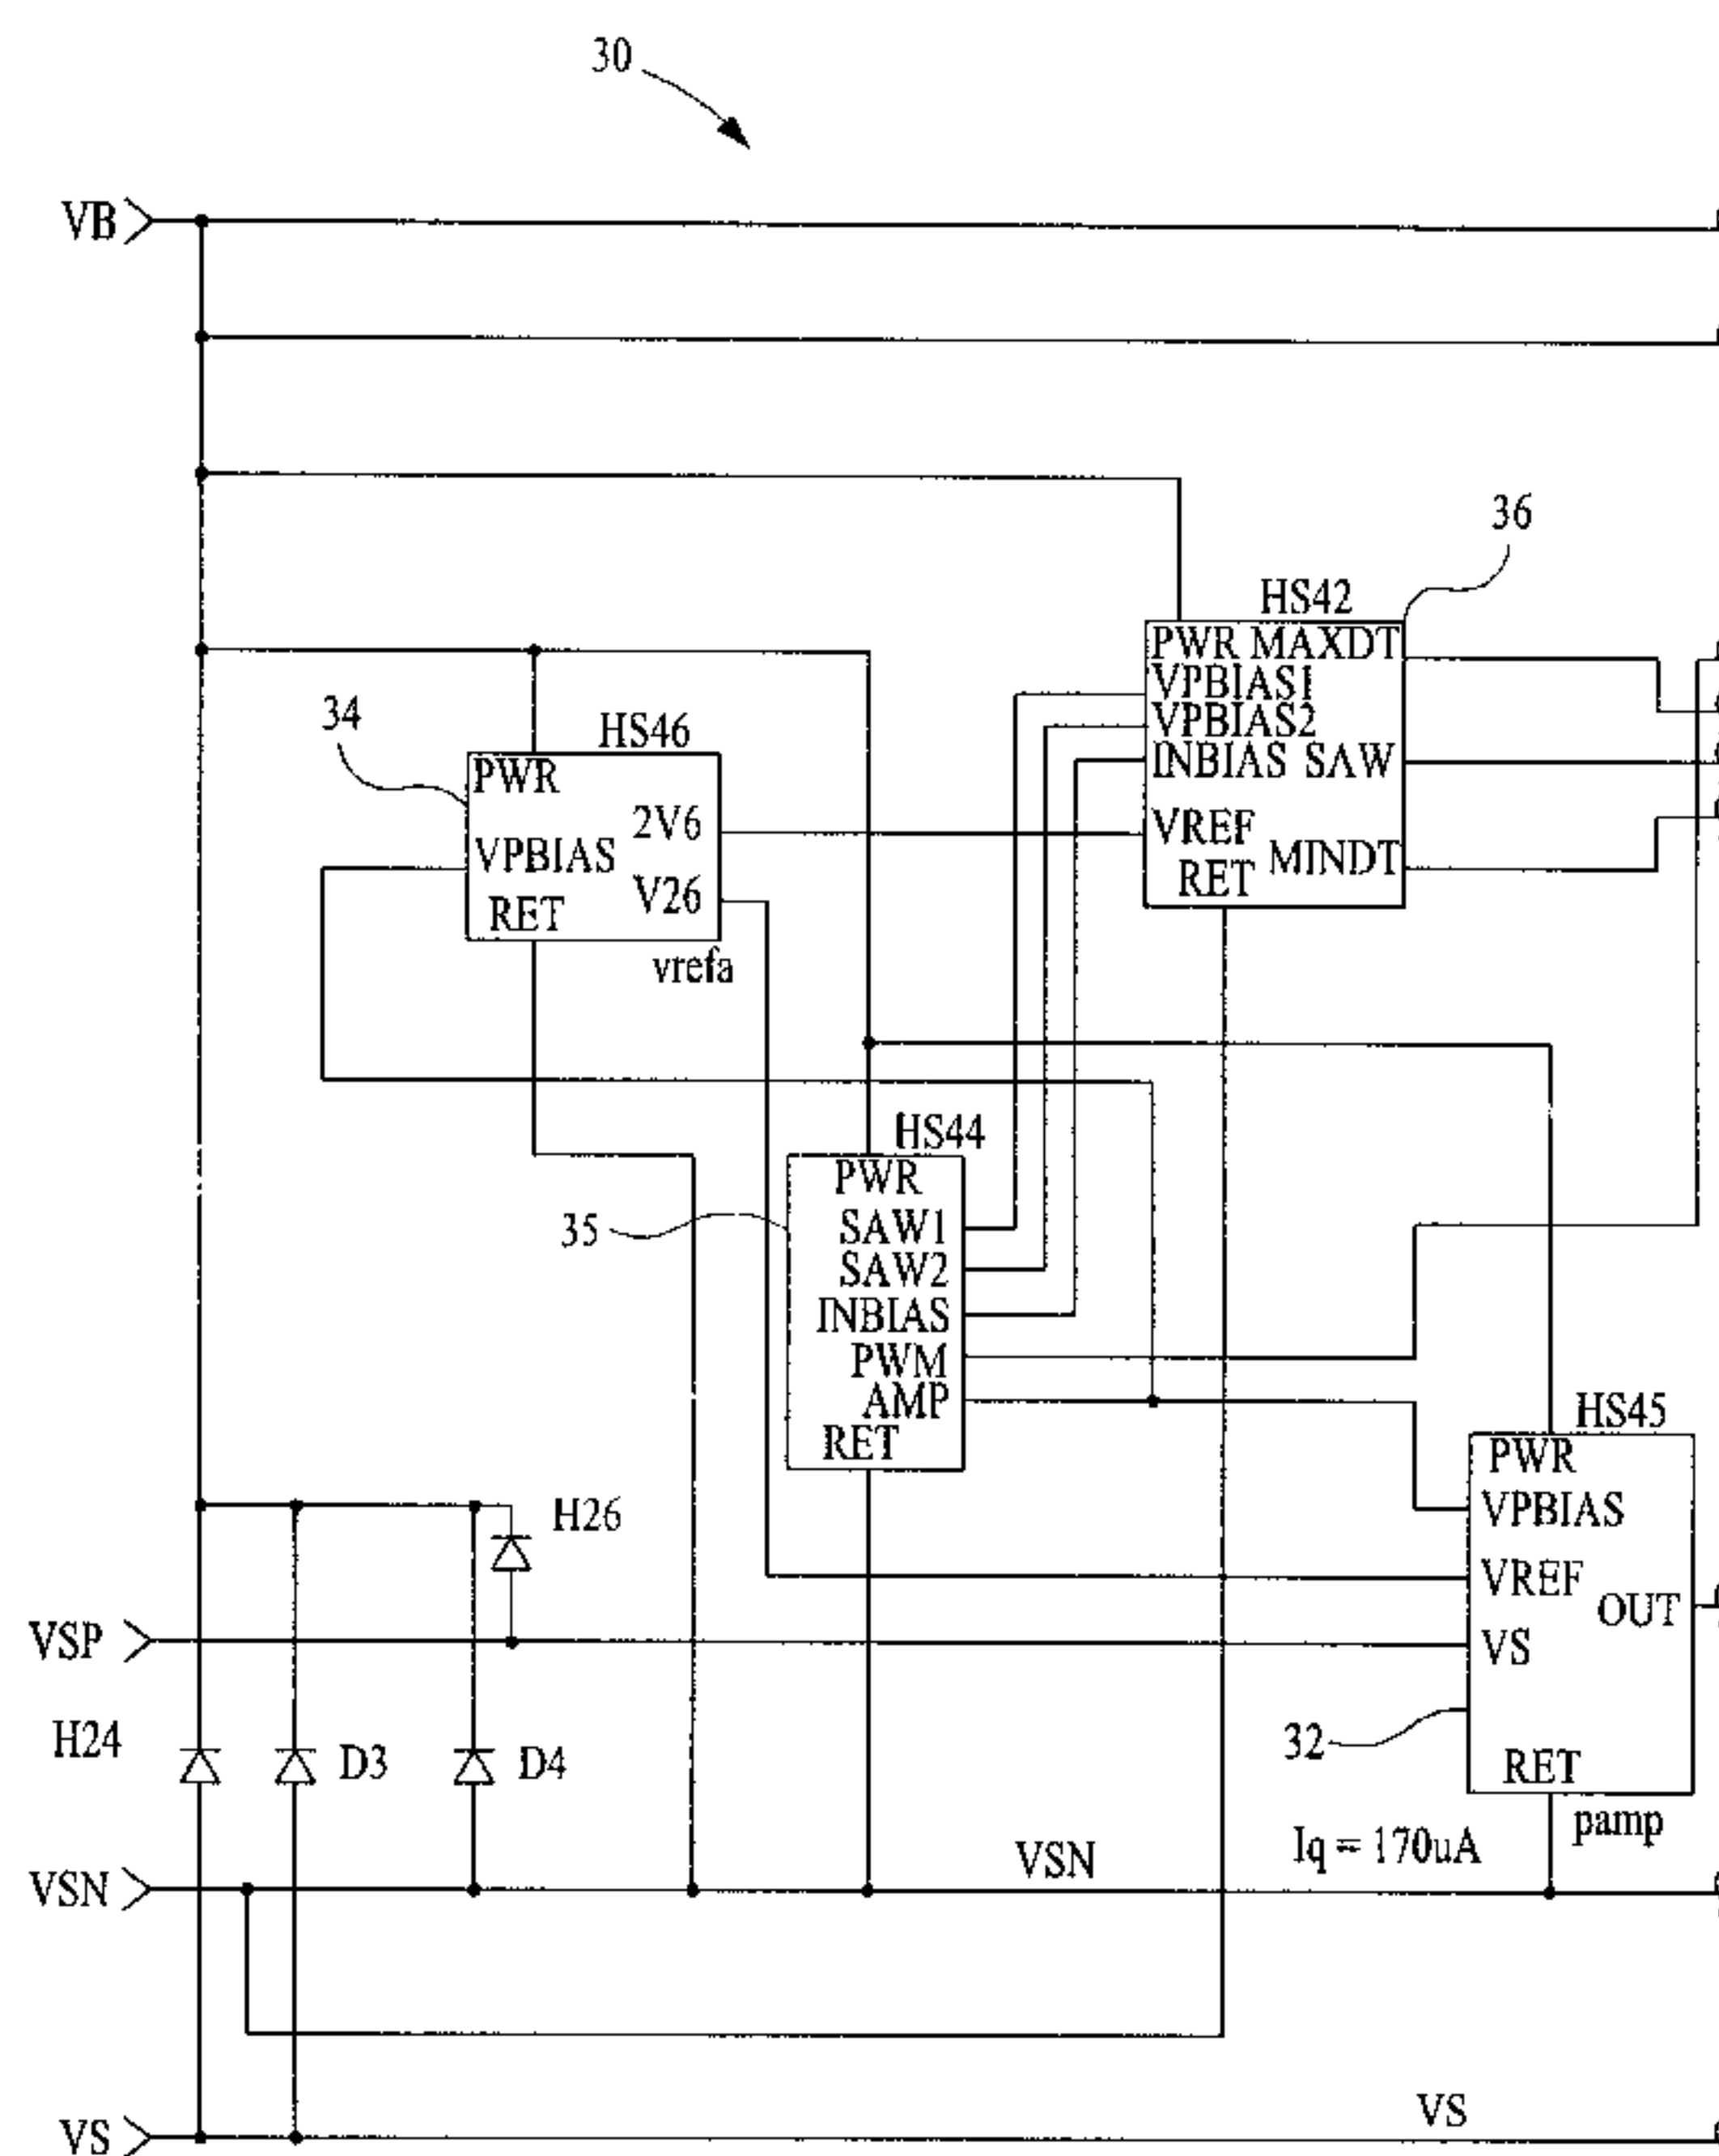 30
VB
36
HS42
PWR MAXDT
VPBIAS1
VPBIAS2
INBIAS SAW
VREF
MINDT
RET
34
HS46
PWR
2V6
VPBIAS
V26
RET
vrefa
HS44
PWR
35
SAW1
SAW2
INBIAS
PWM
AMP
RET
HS45
PWR
VPBIAS
VREF
OUT
VS
32
RET
pamp
Iq = 170uA
H26
VSP
H24
D3
D4
VSN
VSN
VS
VS